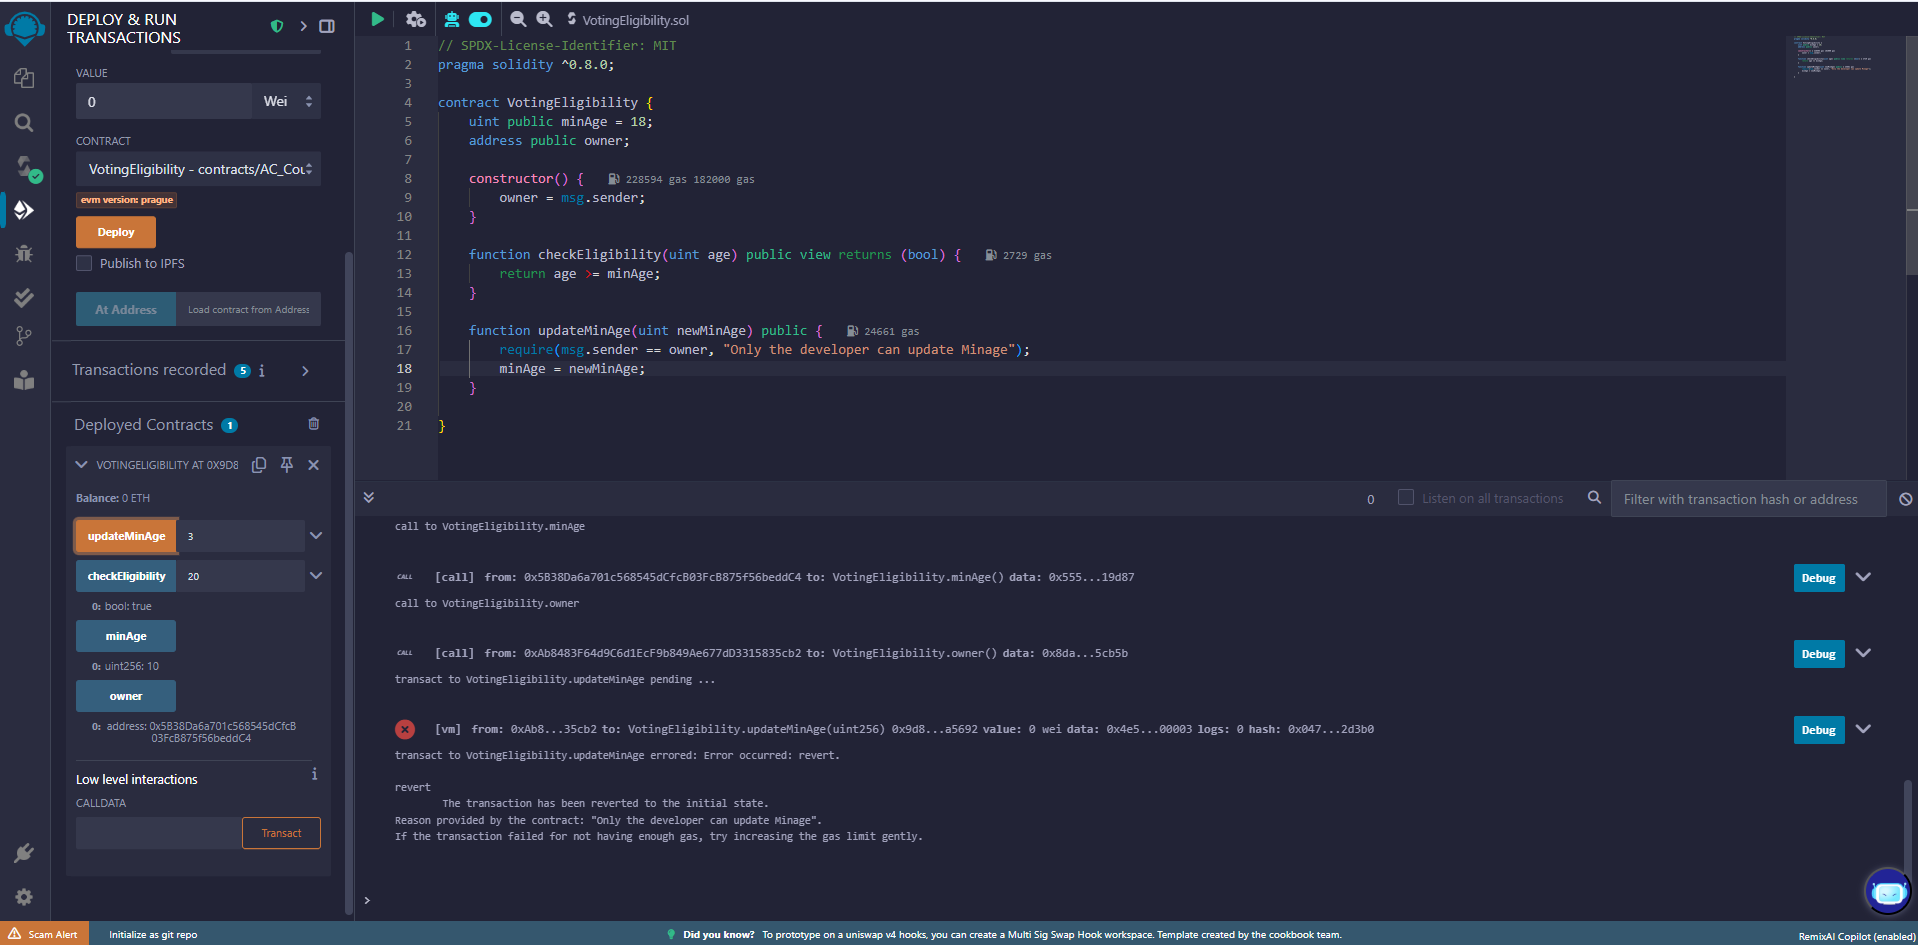 DEPLOY & RUN
TRANSACTIONS
VALUE
0
Wei
CONTRACT
VotingEligibility - contracts/AC_Cou
evm version: prague
Deploy
Publish to IPFS
At Address
Load contract from Address
Transactions recorded 5 i
Deployed Contracts 1
VOTINGELIGIBILITY AT 0X9D8
Balance: 0 ETH
updateMinAge 3
checkEligibility 20
0: bool: true
minAge
0: uint256: 10
owner
0: address: 0x5B38Da6a701c568545dCfcB
03FcB875f56beddC4
Low level interactions i
CALLDATA
Transact
VotingEligibility.sol
1 // SPDX-License-Identifier: MIT
2 pragma solidity ^0.8.0;
3
4 contract VotingEligibility {
5 uint public minAge = 18;
6 address public owner;
7
8 constructor() { 228594 gas 182000 gas
9 owner = msg.sender;
10 }
11
12 function checkEligibility(uint age) public view returns (bool) { 2729 gas
13 return age >= minAge;
14 }
15
16 function updateMinAge(uint newMinAge) public { 24661 gas
17 require(msg.sender == owner, "Only the developer can update Minage");
18 minAge = newMinAge;
19 }
20
21 }
0
Listen on all transactions
Filter with transaction hash or address
call to VotingEligibility.minAge
CALL [call] from: 0x5B38Da6a701c568545dCfcB03FcB875f56beddC4 to: VotingEligibility.minAge() data: 0x555...19d87
Debug
call to VotingEligibility.owner
CALL [call] from: 0xAb8483F64d9C6d1EcF9b849Ae677dD3315835cb2 to: VotingEligibility.owner() data: 0x8da...5cb5b
Debug
transact to VotingEligibility.updateMinAge pending ...
[vm] from: 0xAb8...35cb2 to: VotingEligibility.updateMinAge(uint256) 0x9d8...a5692 value: 0 wei data: 0x4e5...00003 logs: 0 hash: 0x047...2d3b0
Debug
transact to VotingEligibility.updateMinAge errored: Error occurred: revert.
revert
The transaction has been reverted to the initial state.
Reason provided by the contract: "Only the developer can update Minage".
If the transaction failed for not having enough gas, try increasing the gas limit gently.
>
Scam Alert
Initialize as git repo
Did you know? To prototype on a uniswap v4 hooks, you can create a Multi Sig Swap Hook workspace. Template created by the cookbook team.
RemixAI Copilot (enabled)